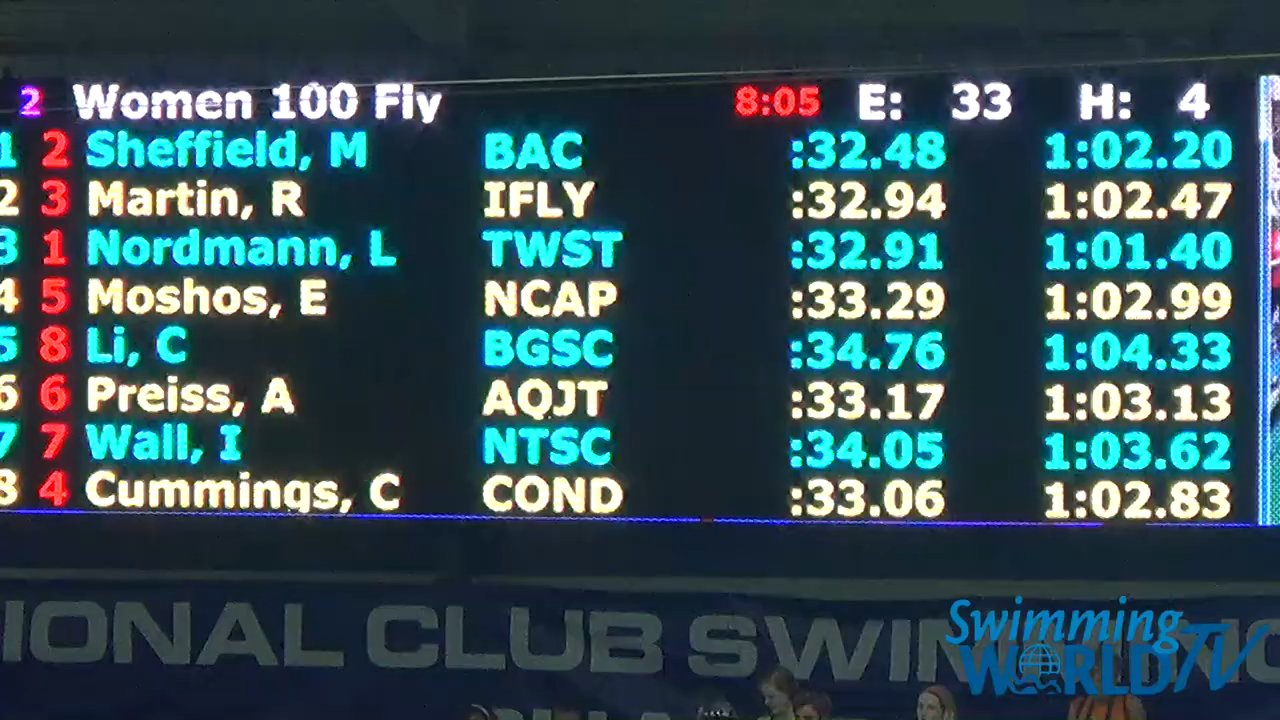 2 Women 100 Fly 8:05 E: 33 H: 4
1 2 Sheffield, M BAC :32.48 1:02.20
2 3 Martin, R IFLY :32.94 1:02.47
3 1 Nordmann, L TWST :32.91 1:01.40
4 5 Moshos, E NCAP :33.29 1:02.99
5 8 Li, C BGSC :34.76 1:04.33
6 6 Preiss, A AQJT :33.17 1:03.13
7 7 Wall, I NTSC :34.05 1:03.62
8 4 Cummings, C COND :33.06 1:02.83
IONAL CLUB SWIM
Swimming
WORLD TV